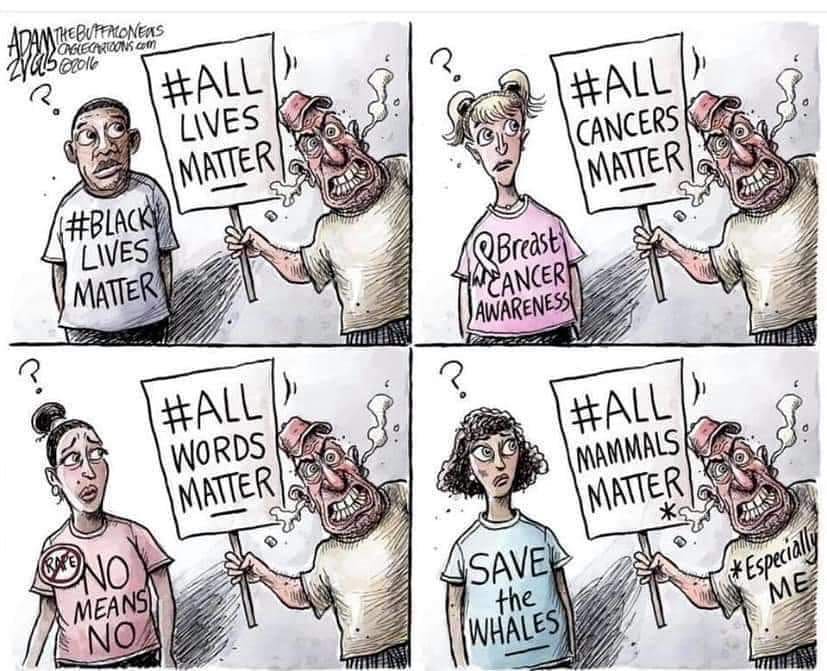 ADAM THE BUFFALO NEWS
ZYGLIS CAGLECARTOONS.COM
©2016
?
#ALL
LIVES
MATTER
#BLACK
LIVES
MATTER
?
#ALL
CANCERS
MATTER
Breast
CANCER
AWARENESS
?
#ALL
WORDS
MATTER
RAPE
NO
MEANS
NO
?
#ALL
MAMMALS
MATTER
*
SAVE
the
WHALES
*Especially
ME